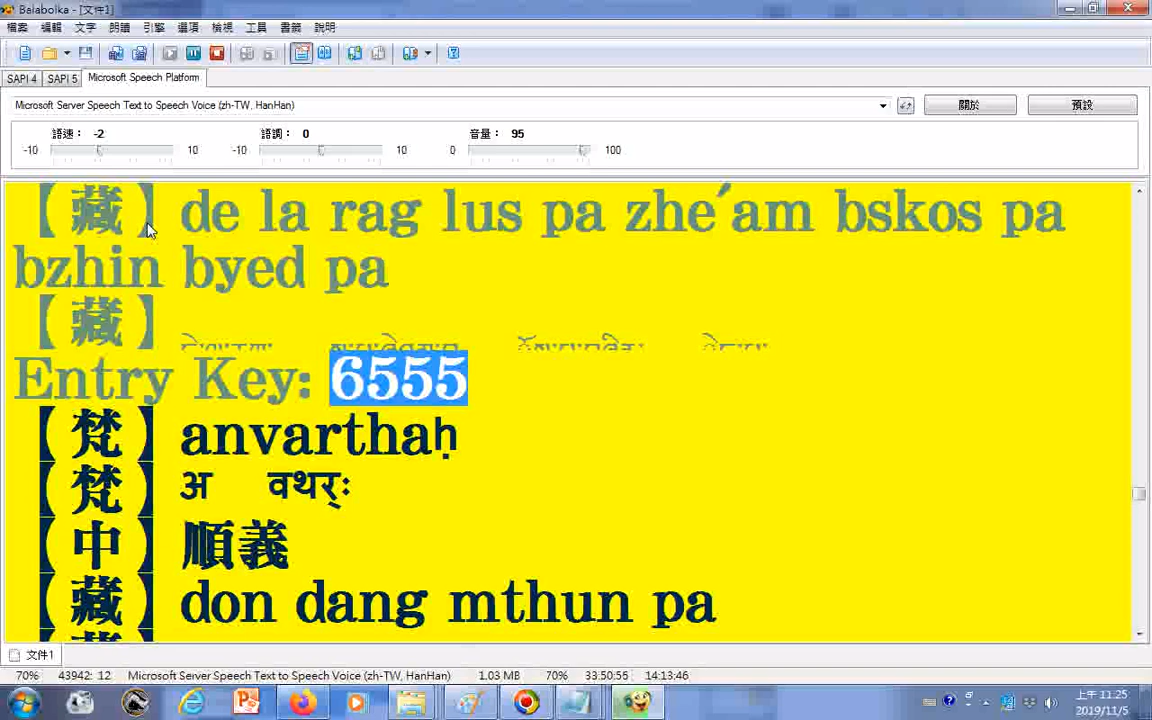 Balabolka - [文件1]
檔案 編輯 文字 朗讀 引擎 選項 檢視 工具 書籤 說明
SAPI 4 SAPI 5 Microsoft Speech Platform
Microsoft Server Speech Text to Speech Voice (zh-TW, HanHan) 關於 預設
語速： -2 語調： 0 音量： 95
-10 10 -10 10 0 100
【藏】 de la rag lus pa zhe'am bskos pa
bzhin byed pa
【藏】
Entry Key: 6555
【梵】 anvarthaḥ
【梵】 अ वथर्ः
【中】 順義
【藏】 don dang mthun pa
文件1
70% 43942: 12 Microsoft Server Speech Text to Speech Voice (zh-TW, HanHan) 1.03 MB 70% 33:50:55 14:13:46
上午 11:25
2019/11/5